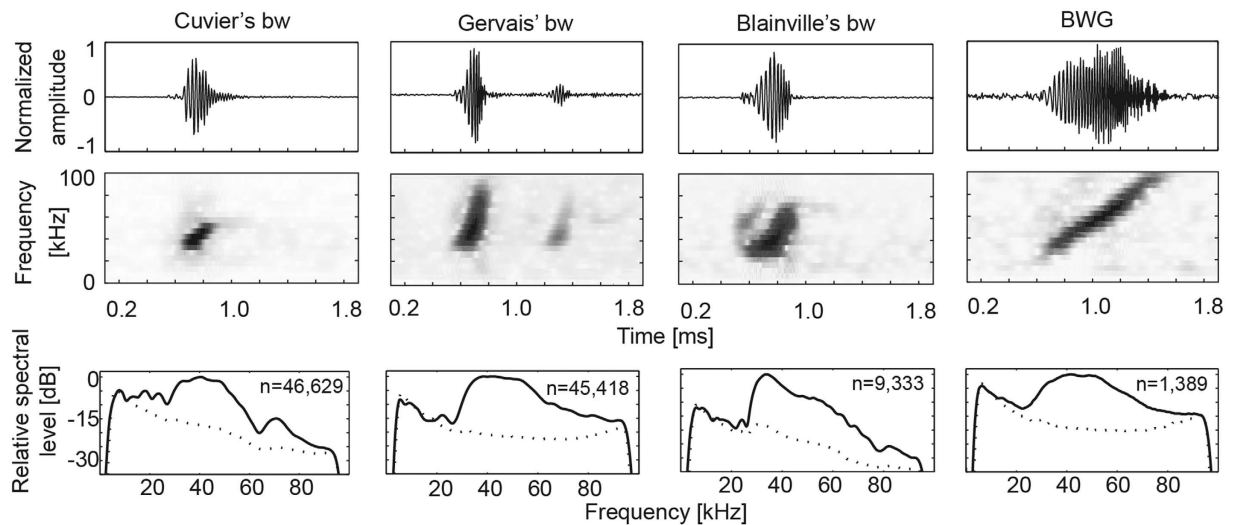 Cuvier's bw Gervais' bw Blainville's bw BWG
Normalized amplitude
1
0
-1
Frequency [kHz]
100
0
0.2 1.0 1.8 0.2 1.0 1.8 0.2 1.0 1.8 0.2 1.0 1.8
Time [ms]
Relative spectral level [dB]
0
-15
-30
n=46,629 n=45,418 n=9,333 n=1,389
20 40 60 80 20 40 60 80 20 40 60 80 20 40 60 80
Frequency [kHz]